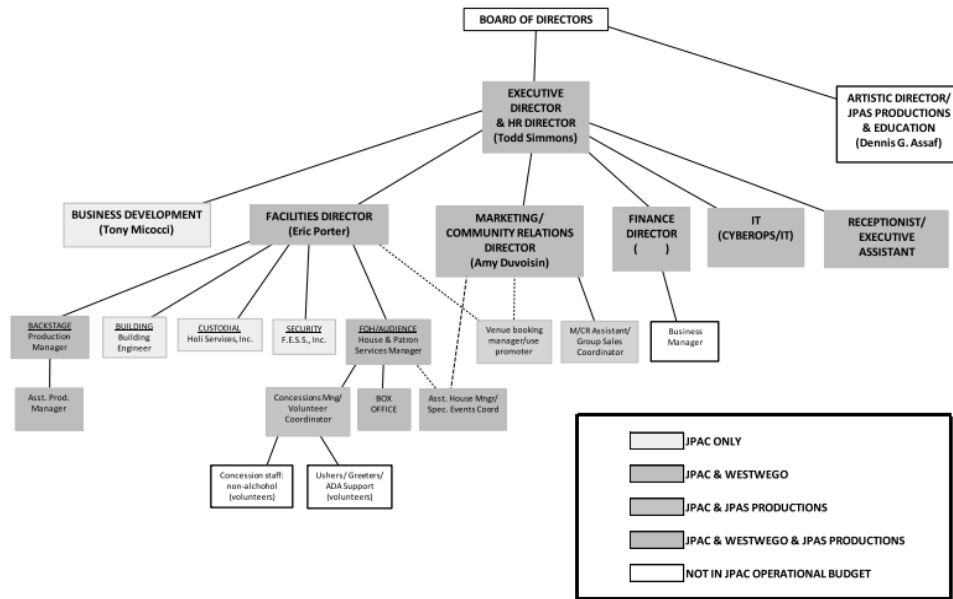 BOARD OF DIRECTORS
EXECUTIVE
DIRECTOR
& HR DIRECTOR
(Todd Simmons)
ARTISTIC DIRECTOR/
JPAS PRODUCTIONS
& EDUCATION
(Dennis G. Assaf)
BUSINESS DEVELOPMENT
(Tony Micocci)
FACILITIES DIRECTOR
(Eric Porter)
MARKETING/
COMMUNITY RELATIONS
DIRECTOR
(Amy Duvoisin)
FINANCE
DIRECTOR
( )
IT
(CYBEROPS/IT)
RECEPTIONIST/
EXECUTIVE
ASSISTANT
BACKSTAGE
Production
Manager
BUILDING
Building
Engineer
CUSTODIAL
Holi Services, Inc.
SECURITY
F.E.S.S., Inc.
FOH/AUDIENCE
House & Patron
Services Manager
Venue booking
manager/use
promoter
M/CR Assistant/
Group Sales
Coordinator
Business
Manager
Asst. Prod.
Manager
Concessions Mng/
Volunteer
Coordinator
BOX
OFFICE
Asst. House Mngr/
Spec. Events Coord
Concession staff:
non-alchohol
(volunteers)
Ushers/ Greeters/
ADA Support
(volunteers)
JPAC ONLY
JPAC & WESTWEGO
JPAC & JPAS PRODUCTIONS
JPAC & WESTWEGO & JPAS PRODUCTIONS
NOT IN JPAC OPERATIONAL BUDGET